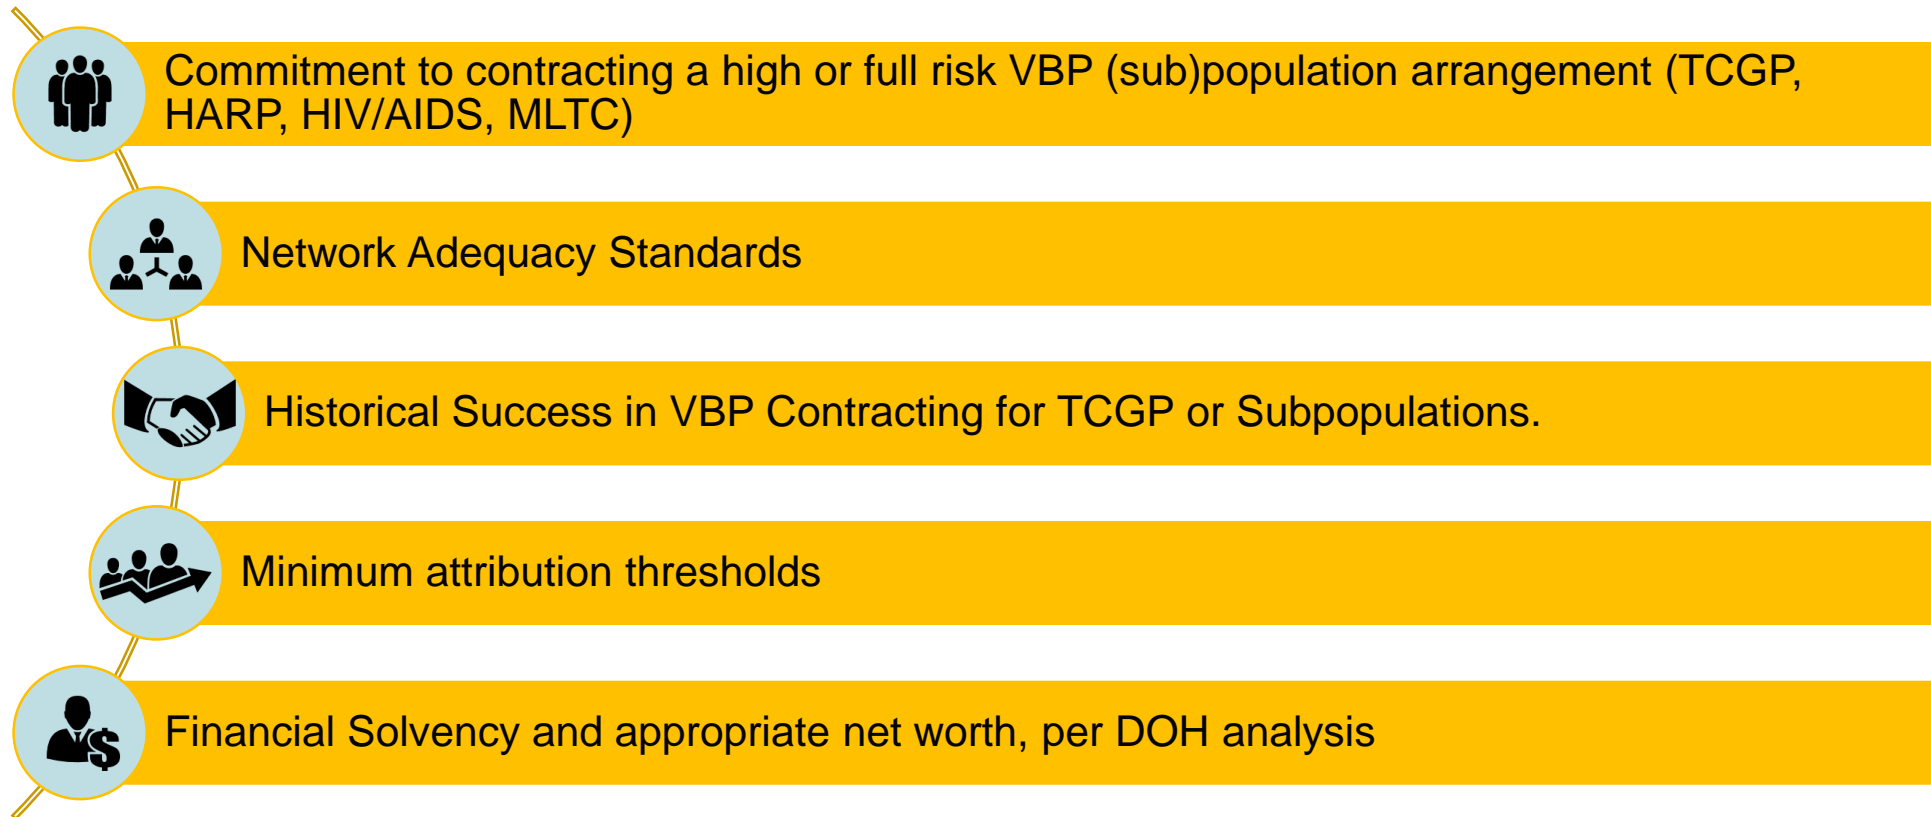 Commitment to contracting a high or full risk VBP (sub)population arrangement (TCGP,
HARP, HIV/AIDS, MLTC)
Network Adequacy Standards
Historical Success in VBP Contracting for TCGP or Subpopulations.
Minimum attribution thresholds
Financial Solvency and appropriate net worth, per DOH analysis